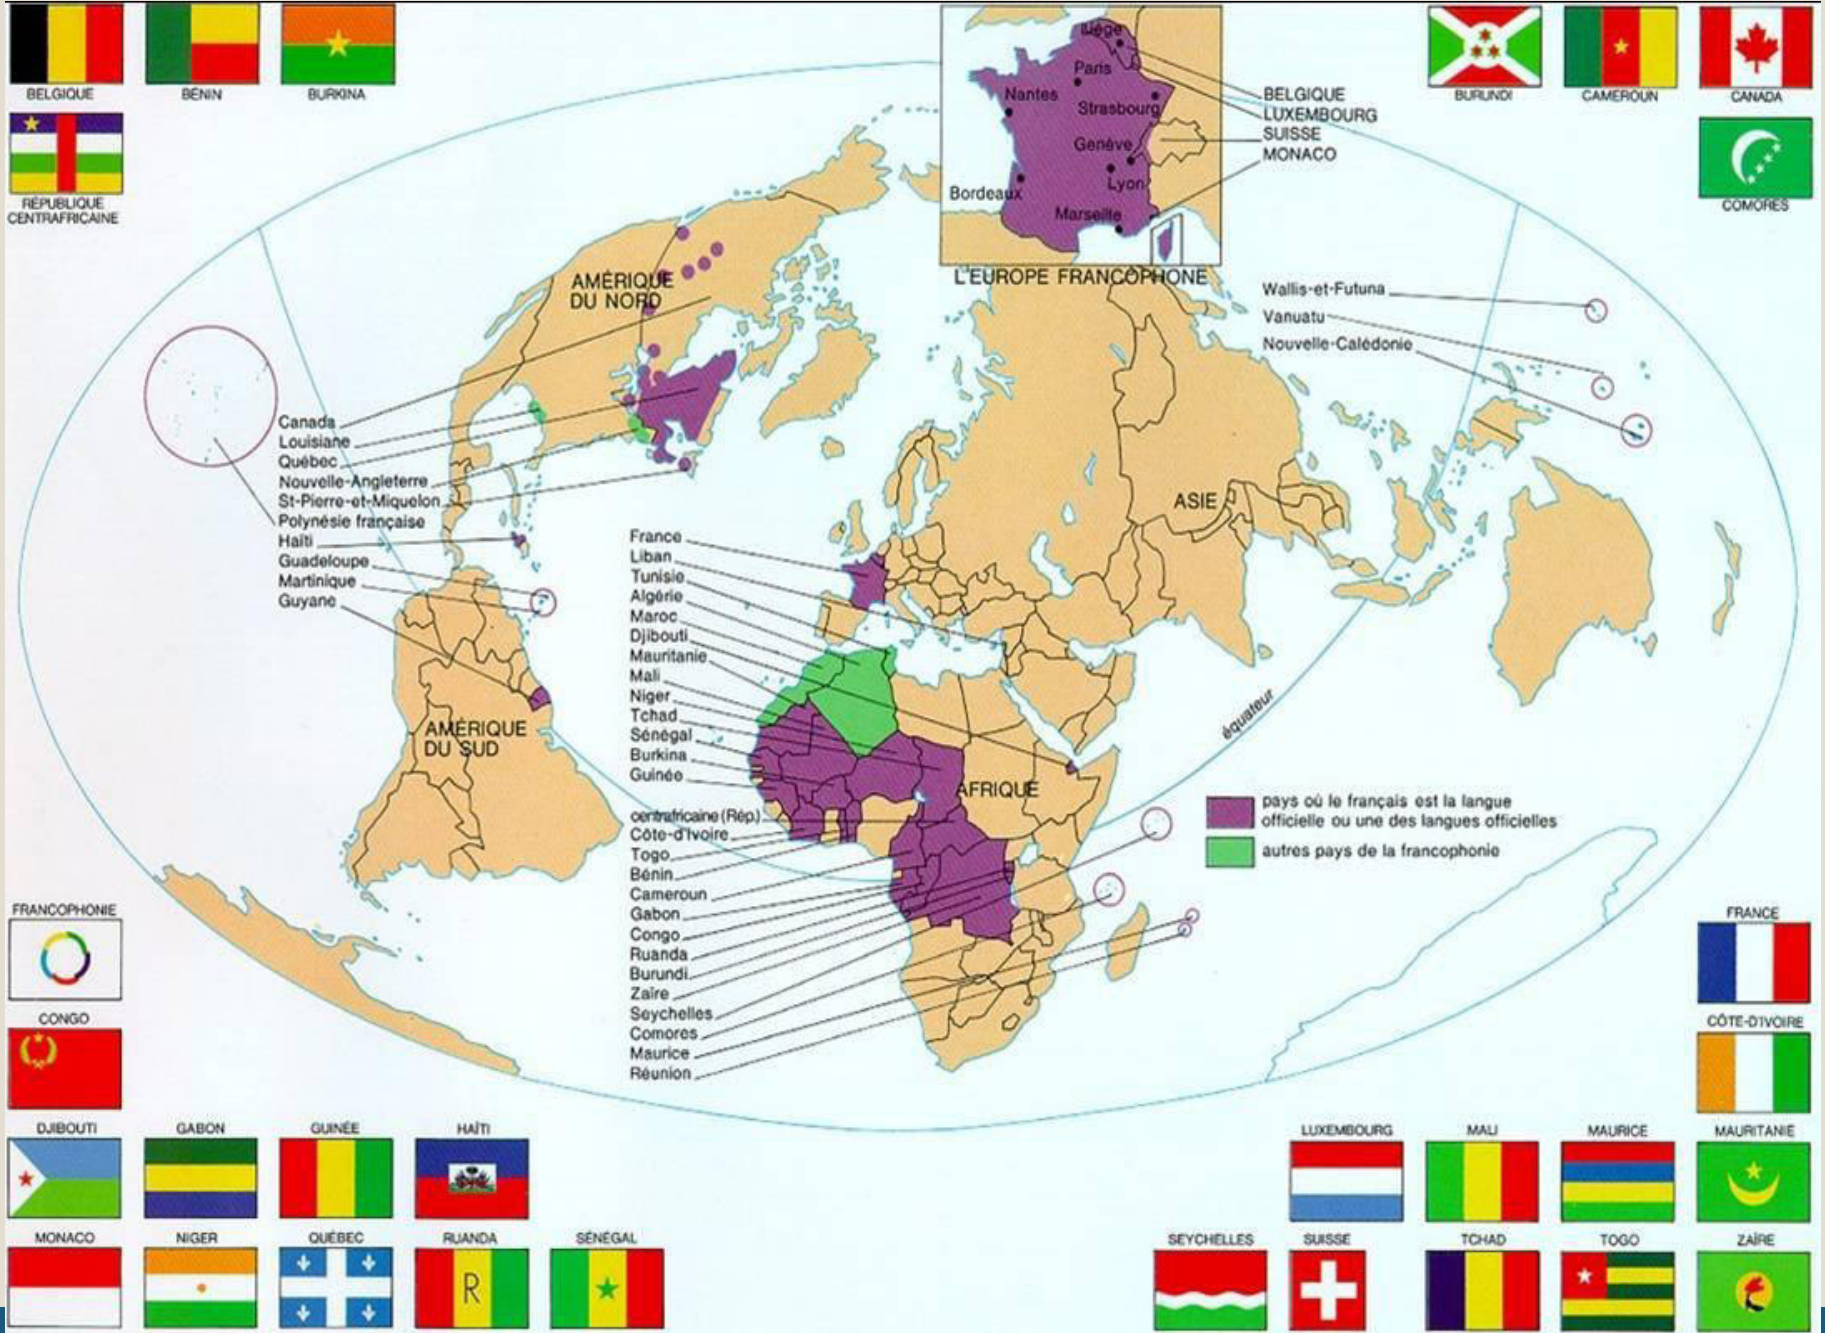 BELGIQUE
BÉNIN
BURKINA
RÉPUBLIQUE
CENTRAFRICAINE
BURUNDI
CAMEROUN
CANADA
COMORES
Liège
Paris
Nantes
Strasbourg
Genève
Lyon
Bordeaux
Marseille
BELGIQUE
LUXEMBOURG
SUISSE
MONACO
L'EUROPE FRANCOPHONE
AMÉRIQUE
DU NORD
Wallis-et-Futuna
Vanuatu
Nouvelle-Calédonie
Canada
Louisiane
Québec
Nouvelle-Angleterre
St-Pierre-et-Miquelon
Polynésie française
Haïti
Guadeloupe
Martinique
Guyane
ASIE
France
Liban
Tunisie
Algérie
Maroc
Djibouti
Mauritanie
Mali
Niger
Tchad
Sénégal
Burkina
Guinée
centrafricaine (Rép.)
Côte-d'Ivoire
Togo
Bénin
Cameroun
Gabon
Congo
Ruanda
Burundi
Zaïre
Seychelles
Comores
Maurice
Réunion
AMÉRIQUE
DU SUD
AFRIQUE
équateur
pays où le français est la langue
officielle ou une des langues officielles
autres pays de la francophonie
FRANCOPHONIE
CONGO
DJIBOUTI
GABON
GUINÉE
HAÏTI
MONACO
NIGER
QUÉBEC
RUANDA
R
SÉNÉGAL
FRANCE
CÔTE-D'IVOIRE
LUXEMBOURG
MALI
MAURICE
MAURITANIE
SEYCHELLES
SUISSE
TCHAD
TOGO
ZAÏRE